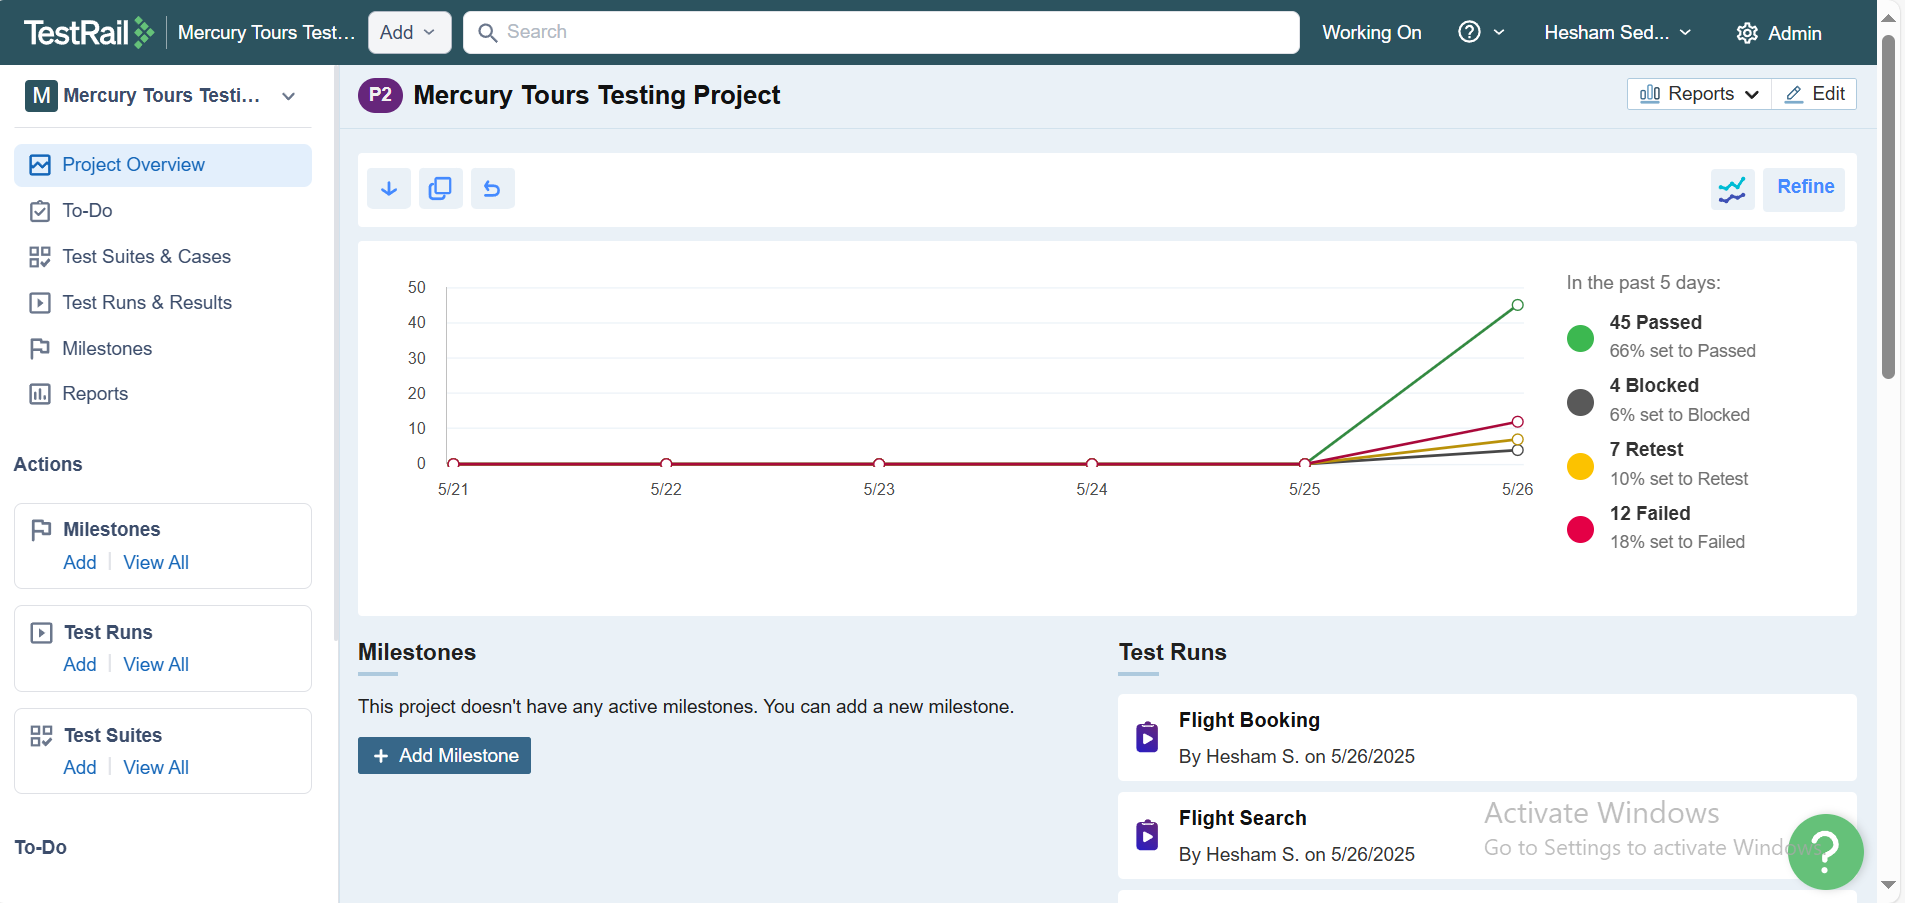 TestRail
Mercury Tours Test...
Add
Search
Working On
Hesham Sed...
Admin
M Mercury Tours Testi...
P2 Mercury Tours Testing Project
Reports
Edit
Project Overview
To-Do
Test Suites & Cases
Test Runs & Results
Milestones
Reports
Actions
Milestones
Add View All
Test Runs
Add View All
Test Suites
Add View All
To-Do
Refine
50
40
30
20
10
0
5/21 5/22 5/23 5/24 5/25 5/26
In the past 5 days:
45 Passed
66% set to Passed
4 Blocked
6% set to Blocked
7 Retest
10% set to Retest
12 Failed
18% set to Failed
Milestones
This project doesn't have any active milestones. You can add a new milestone.
+ Add Milestone
Test Runs
Flight Booking
By Hesham S. on 5/26/2025
Flight Search
By Hesham S. on 5/26/2025
Activate Windows
Go to Settings to activate Windows.
?